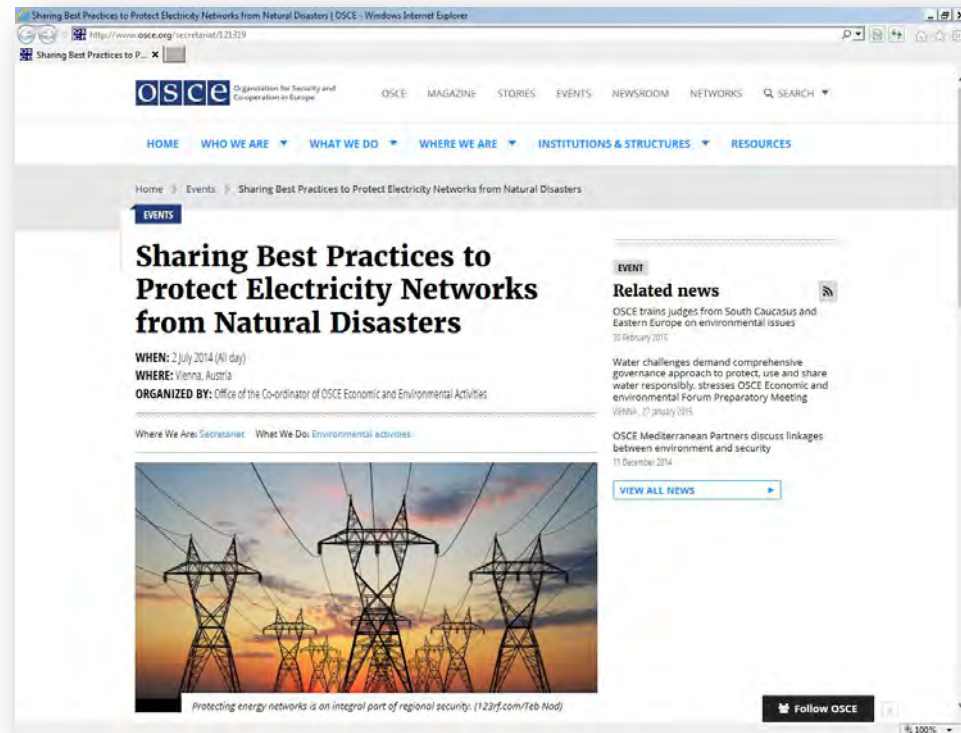 Sharing Best Practices to Protect Electricity Networks from Natural Disasters | OSCE - Windows Internet Explorer
http://www.osce.org/secretariat/121319
Sharing Best Practices to P...
osce Organization for Security and
Co-operation in Europe
OSCE MAGAZINE STORIES EVENTS NEWSROOM NETWORKS SEARCH
HOME WHO WE ARE WHAT WE DO WHERE WE ARE INSTITUTIONS & STRUCTURES RESOURCES
Home Events Sharing Best Practices to Protect Electricity Networks from Natural Disasters
EVENTS
Sharing Best Practices to
Protect Electricity Networks
from Natural Disasters
WHEN: 2 July 2014 (All day)
WHERE: Vienna, Austria
ORGANIZED BY: Office of the Co-ordinator of OSCE Economic and Environmental Activities
Where We Are: Secretariat What We Do: Environmental activities
Protecting energy networks is an integral part of regional security. (123rf.com/Teb Nad)
EVENT
Related news
OSCE trains judges from South Caucasus and
Eastern Europe on environmental issues
20 February 2015
Water challenges demand comprehensive
governance approach to protect, use and share
water responsibly, stresses OSCE Economic and
environmental Forum Preparatory Meeting
VIENNA, 27 January 2015
OSCE Mediterranean Partners discuss linkages
between environment and security
11 December 2014
VIEW ALL NEWS
Follow OSCE
100%